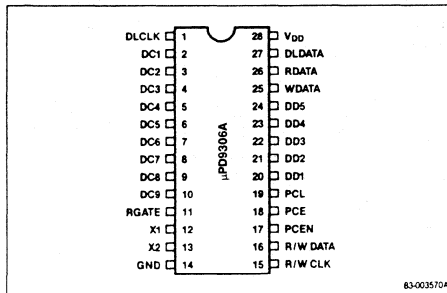 DLCLK 1 28 VDD
DC1 2 27 DLDATA
DC2 3 26 RDATA
DC3 4 25 WDATA
DC4 5 24 DD5
DC5 6 23 DD4
DC6 7 22 DD3
DC7 8 21 DD2
DC8 9 20 DD1
DC9 10 19 PCL
RGATE 11 18 PCE
X1 12 17 PCEN
X2 13 16 R/W DATA
GND 14 15 R/W CLK
μPD9306A
83-003570A